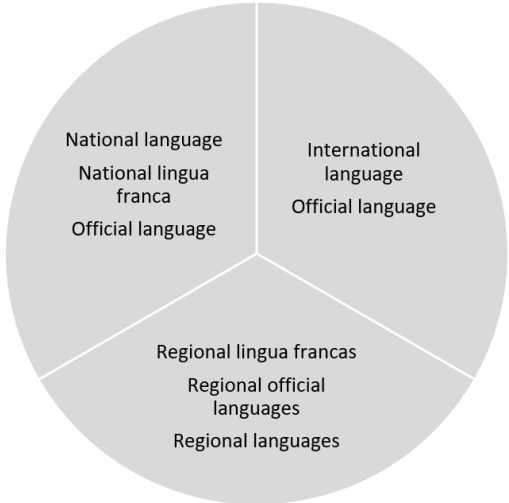 National language
National lingua
franca
Official language
International
language
Official language
Regional lingua francas
Regional official
languages
Regional languages